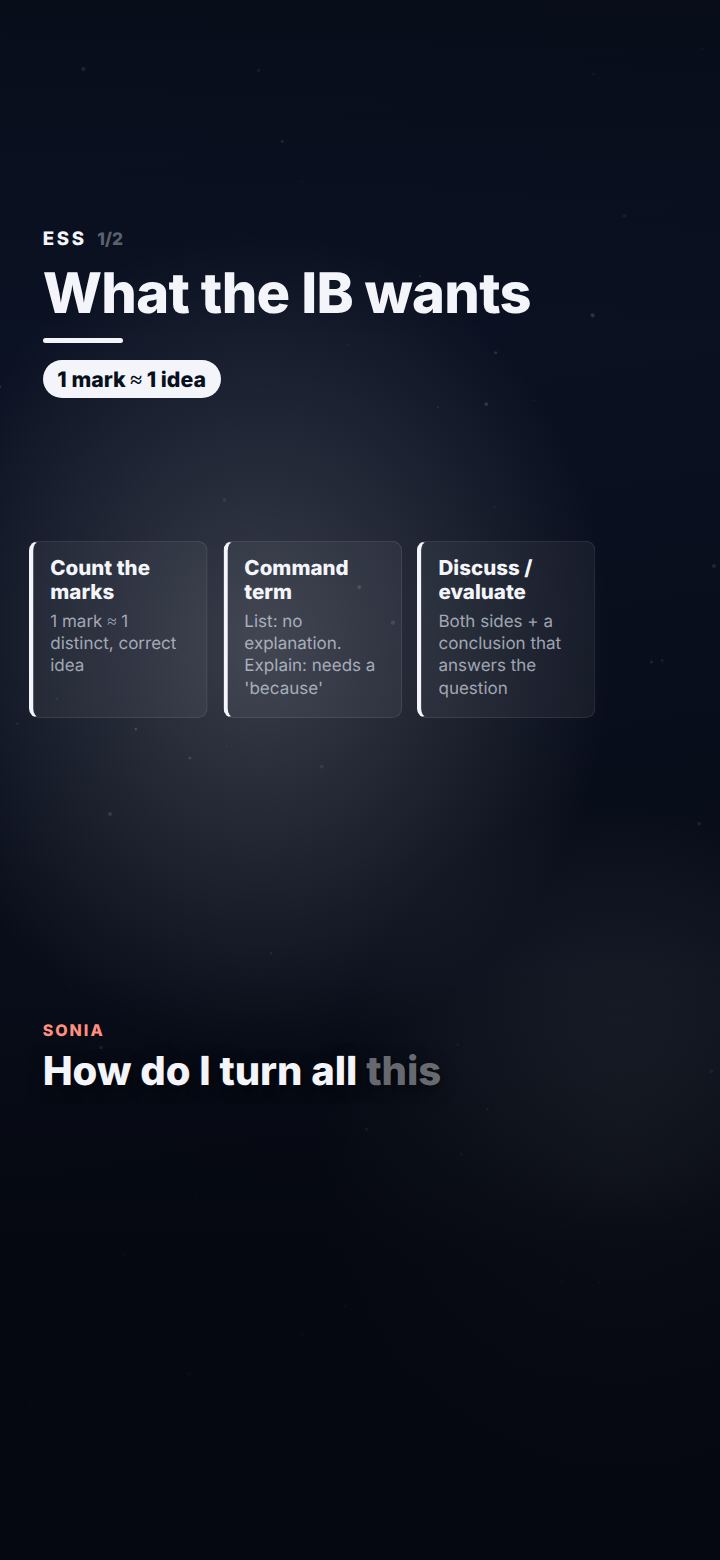 ESS 1/2
What the IB wants
1 mark ≈ 1 idea
Count the
marks
1 mark ≈ 1
distinct, correct
idea
Command
term
List: no
explanation.
Explain: needs a
'because'
Discuss /
evaluate
Both sides + a
conclusion that
answers the
question
SONIA
How do I turn all this